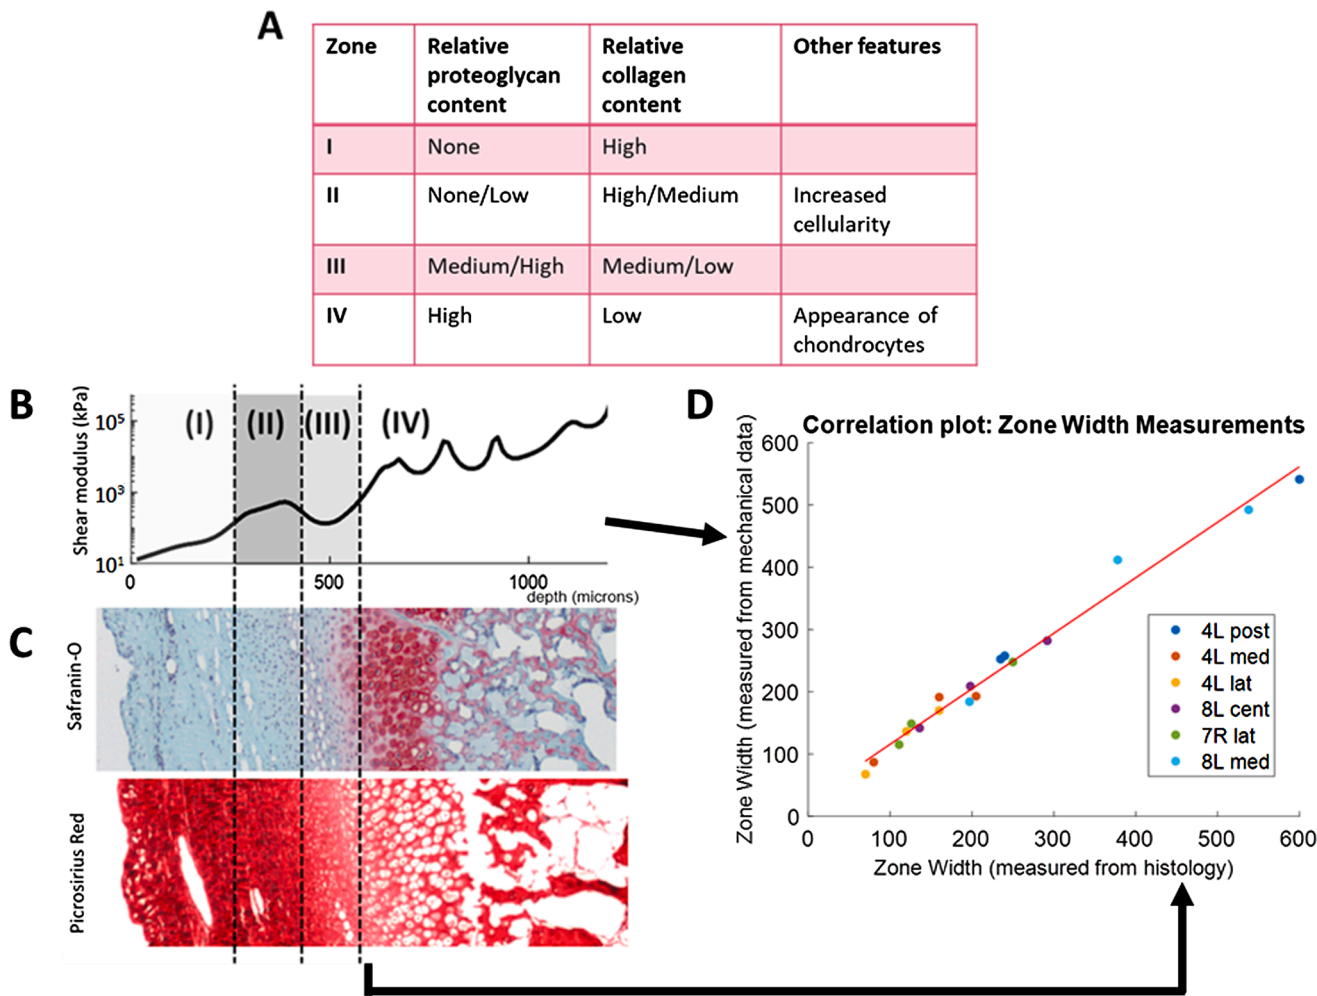 A
Zone
Relative
proteoglycan
content
Relative
collagen
content
Other features
I
None
High
II
None/Low
High/Medium
Increased
cellularity
III
Medium/High
Medium/Low
IV
High
Low
Appearance of
chondrocytes
B
Shear modulus (kPa)
10⁵
10³
10¹
(I)
(II)
(III)
(IV)
0
500
1000
depth (microns)
C
Safranin-O
Picrosirius Red
D
Correlation plot: Zone Width Measurements
Zone Width (measured from mechanical data)
600
500
400
300
200
100
0
0
100
200
300
400
500
600
Zone Width (measured from histology)
4L post
4L med
4L lat
8L cent
7R lat
8L med